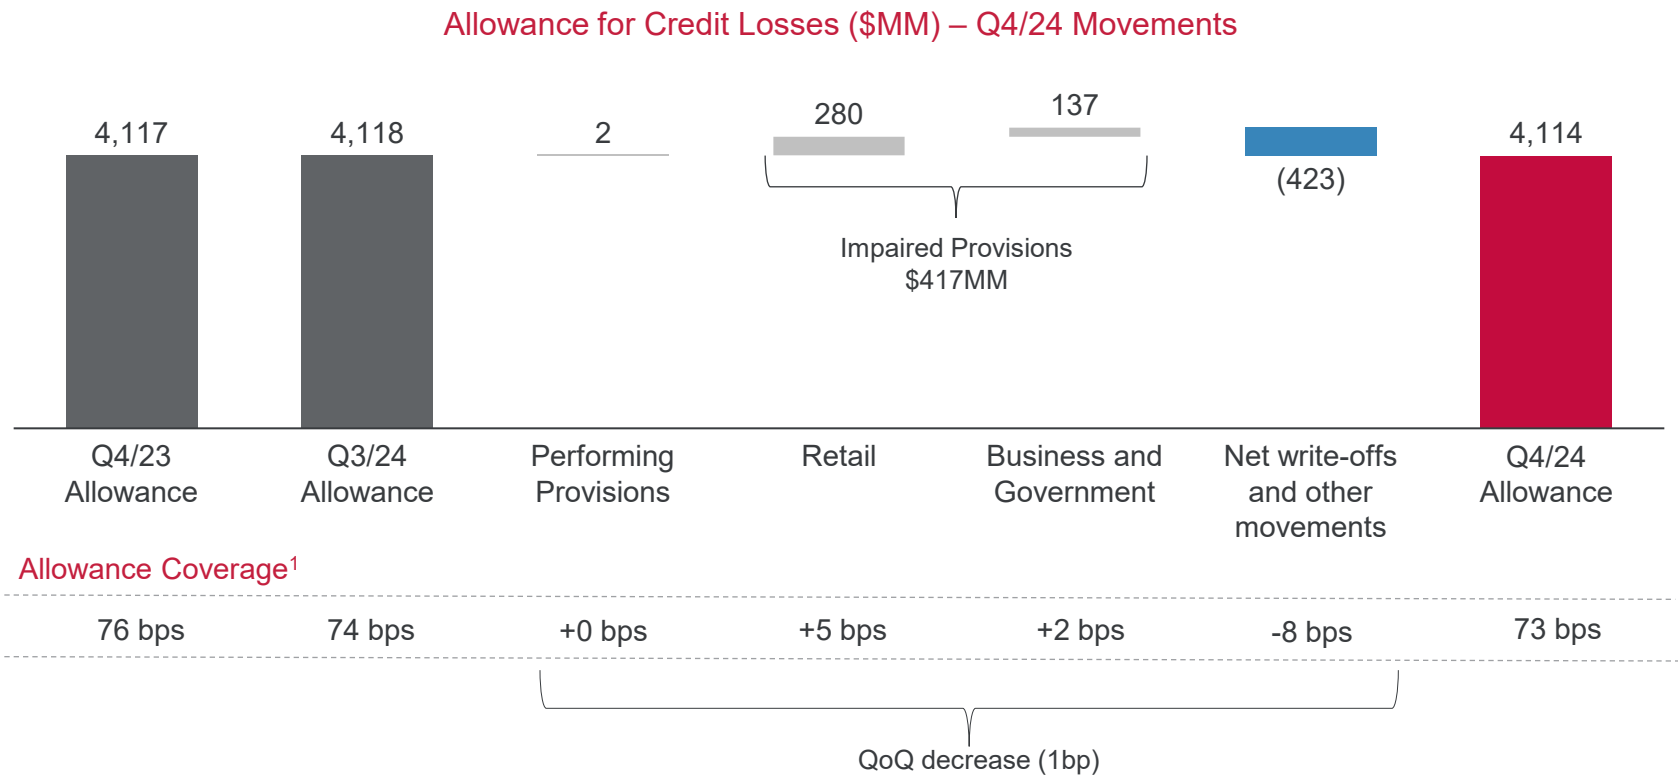 Allowance for Credit Losses ($MM) – Q4/24 Movements
4,117
4,118
2
280
137
(423)
4,114
Impaired Provisions
$417MM
Q4/23
Allowance
Q3/24
Allowance
Performing
Provisions
Retail
Business and
Government
Net write-offs
and other
movements
Q4/24
Allowance
Allowance Coverage¹
76 bps
74 bps
+0 bps
+5 bps
+2 bps
-8 bps
73 bps
QoQ decrease (1bp)